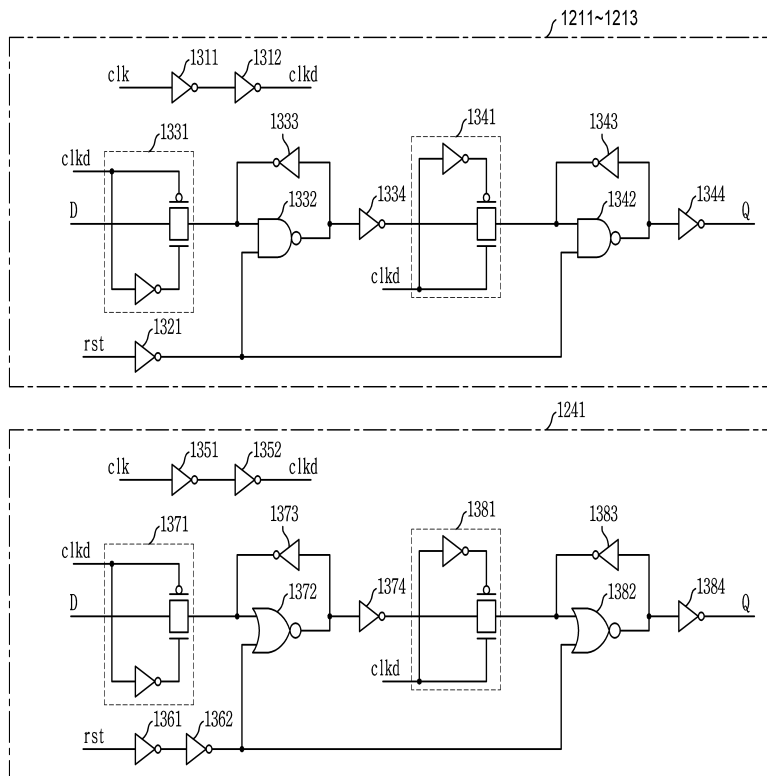 1211~1213
1311 1312
clk clkd
1331 1333 1341 1343
clkd
1332 1334 1342 1344
D Q
clkd
1321
rst
1241
1351 1352
clk clkd
1371 1373 1381 1383
clkd
1372 1374 1382 1384
D Q
clkd
1361 1362
rst